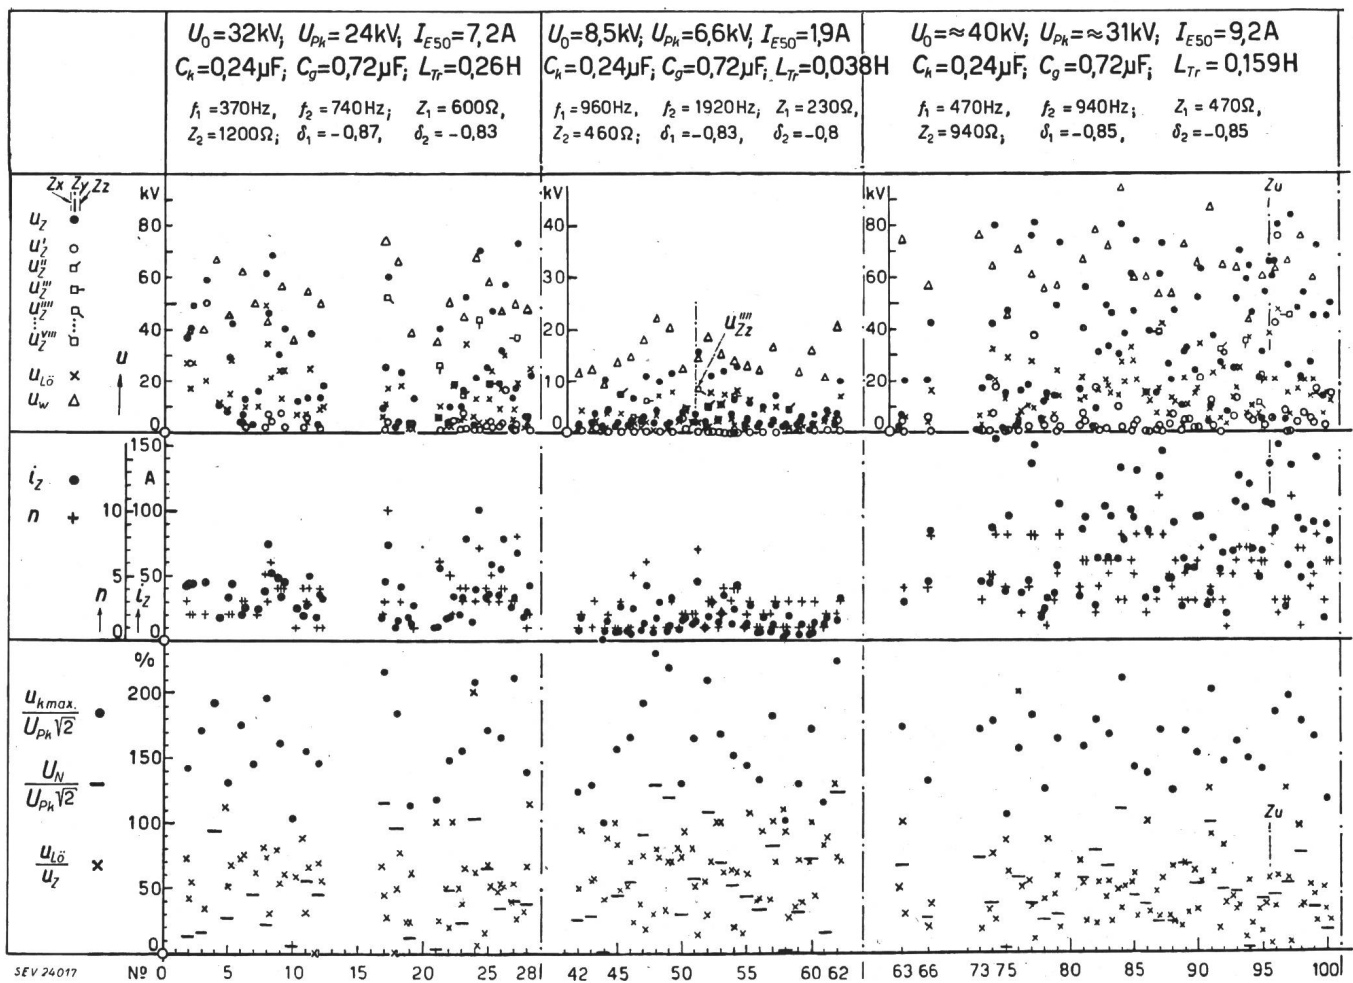 U₀=32kV; U_Pk=24kV; I_E50=7,2A
C_k=0,24µF; C_g=0,72µF; L_Tr=0,26H
f₁=370Hz, f₂=740Hz; Z₁=600Ω,
Z₂=1200Ω; δ₁=-0,87, δ₂=-0,83
U₀=8,5kV; U_Pk=6,6kV; I_E50=1,9A
C_k=0,24µF; C_g=0,72µF; L_Tr=0,038H
f₁=960Hz, f₂=1920Hz; Z₁=230Ω,
Z₂=460Ω; δ₁=-0,83, δ₂=-0,8
U₀=≈40kV; U_Pk=≈31kV; I_E50=9,2A
C_k=0,24µF; C_g=0,72µF; L_Tr=0,159H
f₁=470Hz, f₂=940Hz; Z₁=470Ω,
Z₂=940Ω; δ₁=-0,85, δ₂=-0,85
Zx Zy Zz
u_Z
u_Z'
u_Z''
u_Z'''
u_Z''''
u_Z^VIII
u_Lö
u_w
u
kV
80
60
40
20
0
kV
40
20
10
0
u_Zz''''
kV
80
60
40
20
0
Zu
i_Z
n
n
10
5
0
i_Z
A
150
100
50
0
u_kmax.
U_Pk√2
U_N
U_Pk√2
u_Lö
u_Z
%
200
150
100
50
0
Zu
SEV 24017
Nº 0 5 10 15 20 25 28 42 45 50 55 60 62 63 66 73 75 80 85 90 95 100